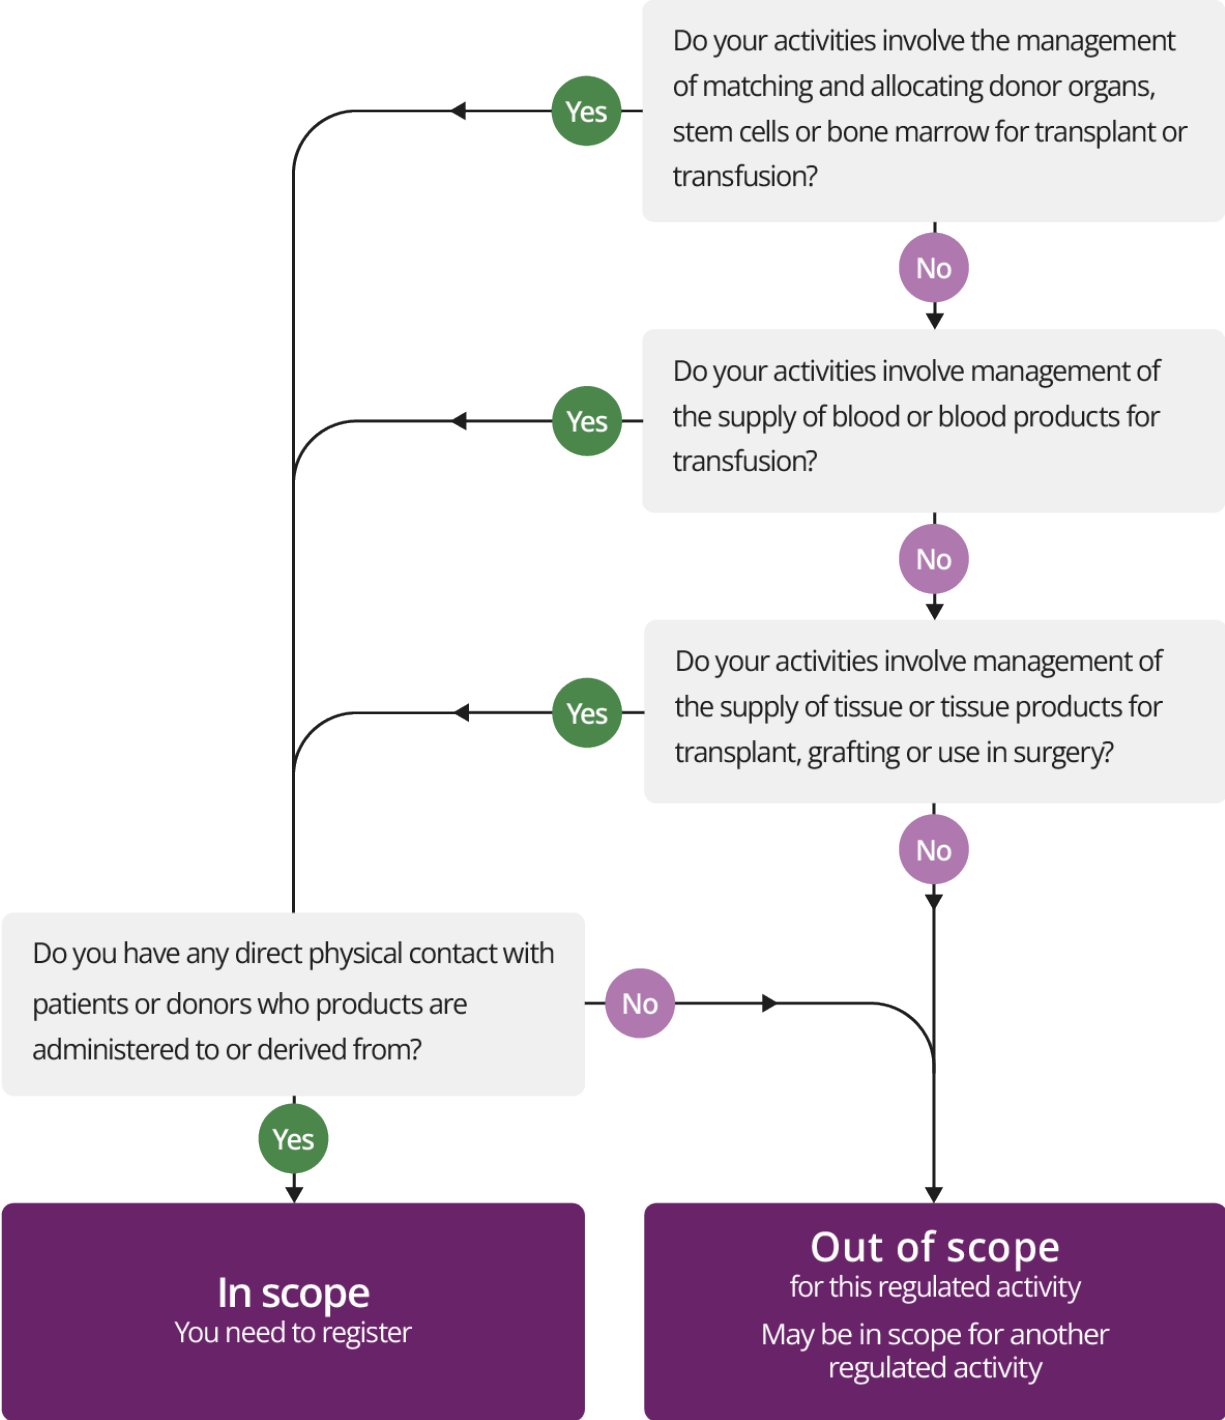 Do your activities involve the management
of matching and allocating donor organs,
stem cells or bone marrow for transplant or
transfusion?
Yes
No
Do your activities involve management of
the supply of blood or blood products for
transfusion?
Yes
No
Do your activities involve management of
the supply of tissue or tissue products for
transplant, grafting or use in surgery?
Yes
No
Do you have any direct physical contact with
patients or donors who products are
administered to or derived from?
No
Yes
In scope
You need to register
Out of scope
for this regulated activity
May be in scope for another
regulated activity